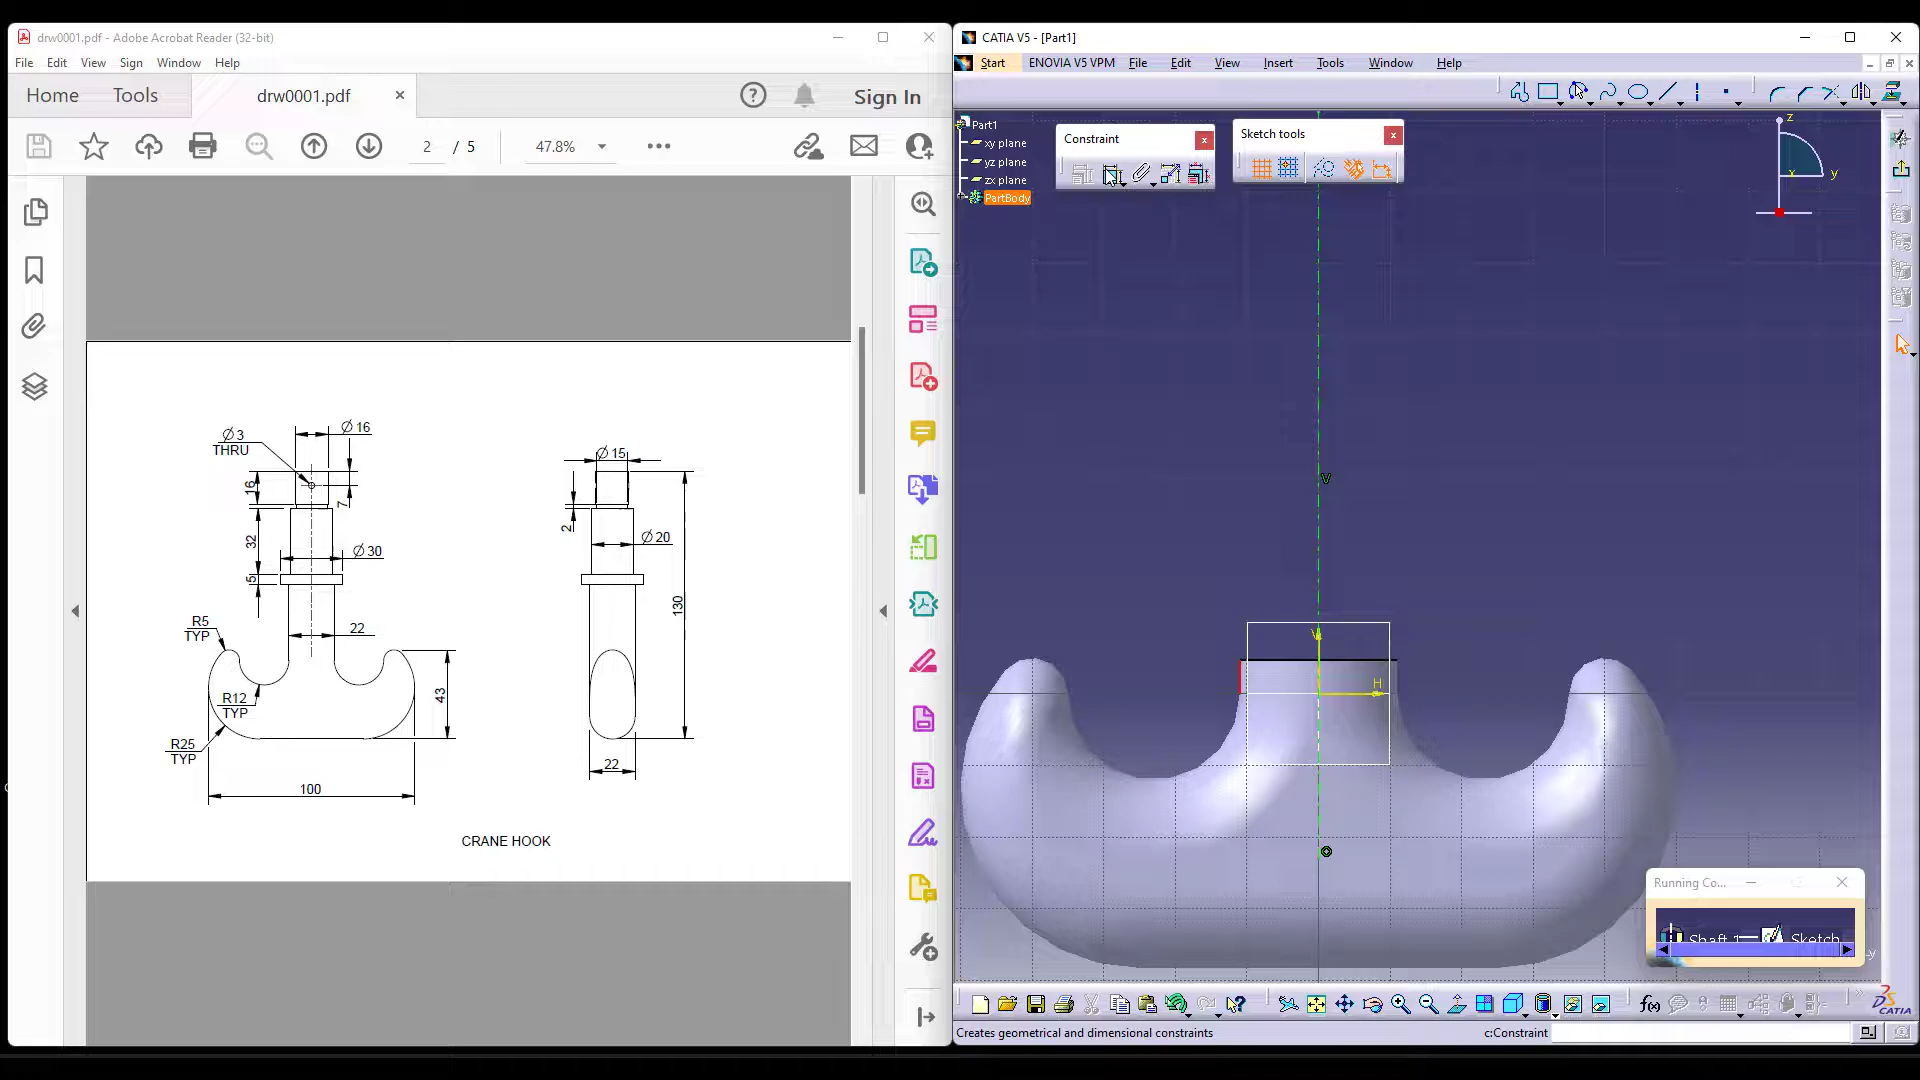 drw0001.pdf - Adobe Acrobat Reader (32-bit)
File Edit View Sign Window Help
Home Tools drw0001.pdf × Sign In
2 / 5 47.8%
Ø3
THRU
Ø16
16
7
32
Ø30
5
R5
TYP
22
R12
TYP
43
R25
TYP
100
Ø15
2
Ø20
130
22
CRANE HOOK
CATIA V5 - [Part1]
Start ENOVIA V5 VPM File Edit View Insert Tools Window Help
Part1
xy plane
yz plane
zx plane
PartBody
Constraint
Sketch tools
z
x
y
V
V
H
Running Co...
Shaft.1
Sketch
y
f(x)
CATIA
Creates geometrical and dimensional constraints
c:Constraint